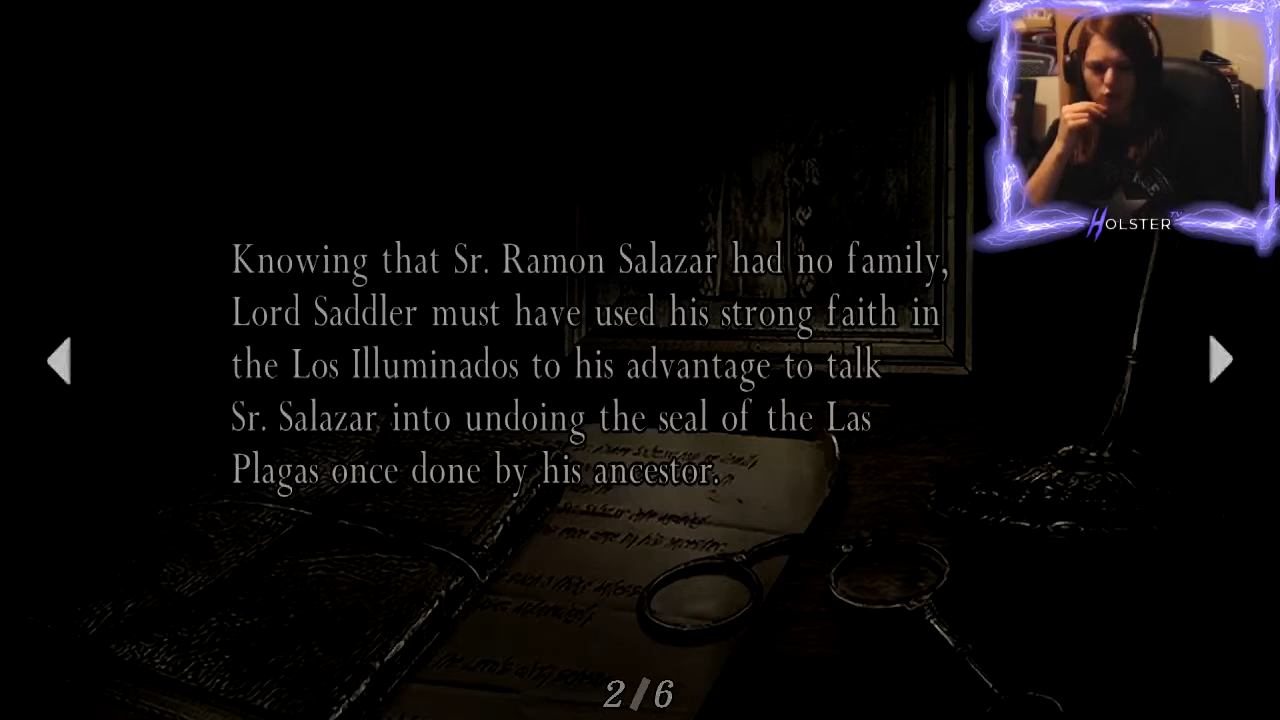 HOLSTER TV
Knowing that Sr. Ramon Salazar had no family,
Lord Saddler must have used his strong faith in
the Los Illuminados to his advantage to talk
Sr. Salazar into undoing the seal of the Las
Plagas once done by his ancestor.
2/6